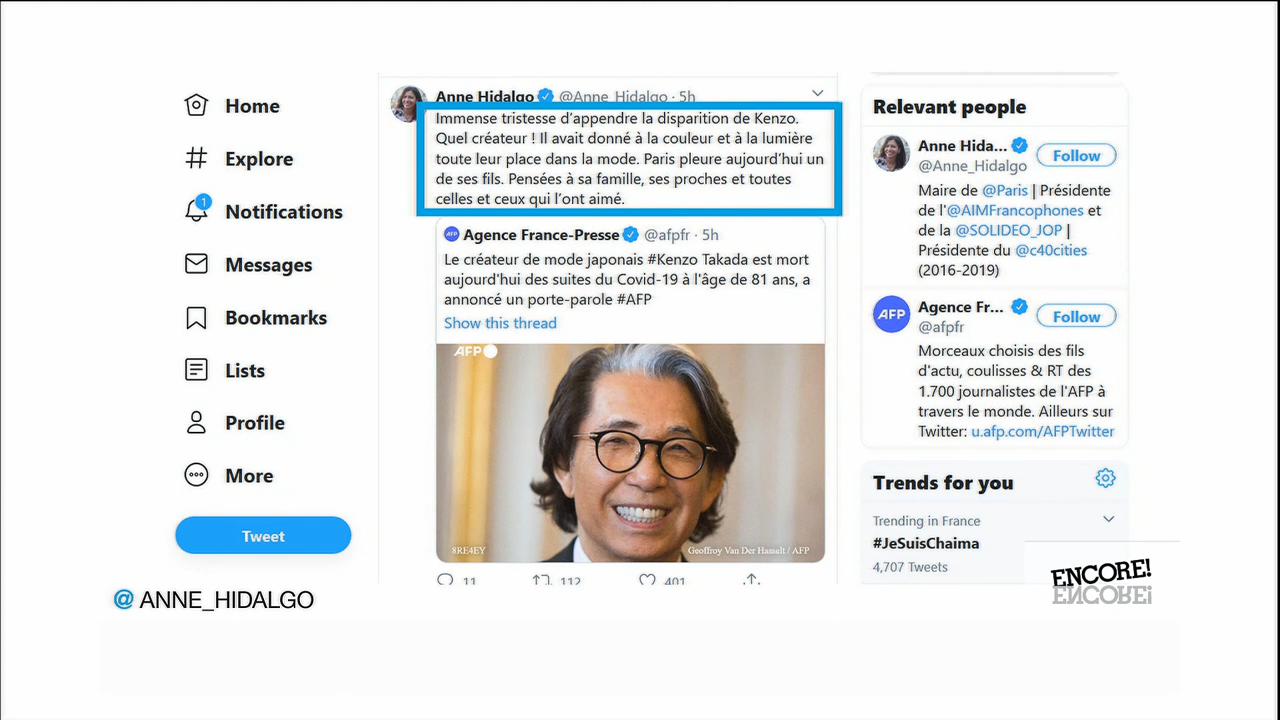 Home
Explore
1
Notifications
Messages
Bookmarks
Lists
Profile
More
Tweet
Anne Hidalgo @Anne_Hidalgo · 5h
Immense tristesse d'appendre la disparition de Kenzo.
Quel créateur ! Il avait donné à la couleur et à la lumière
toute leur place dans la mode. Paris pleure aujourd'hui un
de ses fils. Pensées à sa famille, ses proches et toutes
celles et ceux qui l'ont aimé.
AFP Agence France-Presse @afpfr · 5h
Le créateur de mode japonais #Kenzo Takada est mort
aujourd'hui des suites du Covid-19 à l'âge de 81 ans, a
annoncé un porte-parole #AFP
Show this thread
AFP
8RE4EY
Geoffroy Van Der Hasselt / AFP
11 112 401
Relevant people
Anne Hida...
Follow
@Anne_Hidalgo
Maire de @Paris | Présidente
de l'@AIMFrancophones et
de la @SOLIDEO_JOP |
Présidente du @c40cities
(2016-2019)
AFP
Agence Fr...
Follow
@afpfr
Morceaux choisis des fils
d'actu, coulisses & RT des
1.700 journalistes de l'AFP à
travers le monde. Ailleurs sur
Twitter: u.afp.com/AFPTwitter
Trends for you
Trending in France
#JeSuisChaima
4,707 Tweets
ENCORE!
ENCORE!
@ ANNE_HIDALGO